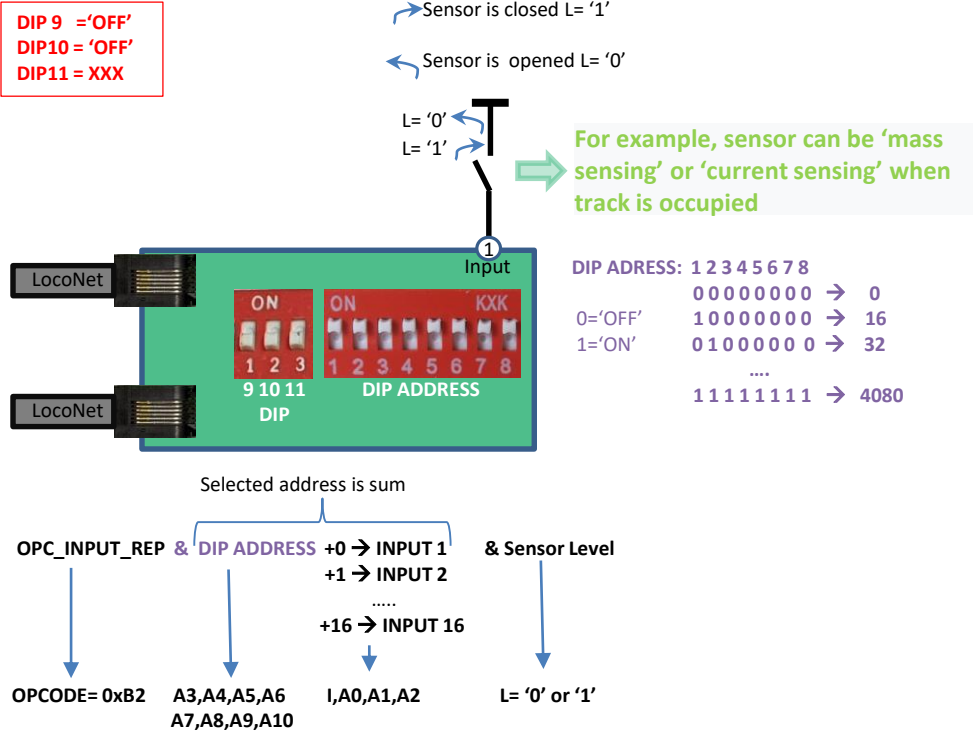 DIP 9 ='OFF'
DIP10 = 'OFF'
DIP11 = XXX
Sensor is closed L= '1'
Sensor is opened L= '0'
L= '0'
L= '1'
For example, sensor can be 'mass
sensing' or 'current sensing' when
track is occupied
1
Input
LocoNet
LocoNet
ON
1 2 3
ON KXK
1 2 3 4 5 6 7 8
9 10 11
DIP
DIP ADDRESS
DIP ADRESS: 1 2 3 4 5 6 7 8
0 0 0 0 0 0 0 0 → 0
0='OFF' 1 0 0 0 0 0 0 0 → 16
1='ON' 0 1 0 0 0 0 0 0 → 32
....
1 1 1 1 1 1 1 1 → 4080
Selected address is sum
OPC_INPUT_REP & DIP ADDRESS +0 → INPUT 1 & Sensor Level
+1 → INPUT 2
.....
+16 → INPUT 16
OPCODE= 0xB2 A3,A4,A5,A6 I,A0,A1,A2 L= '0' or '1'
A7,A8,A9,A10